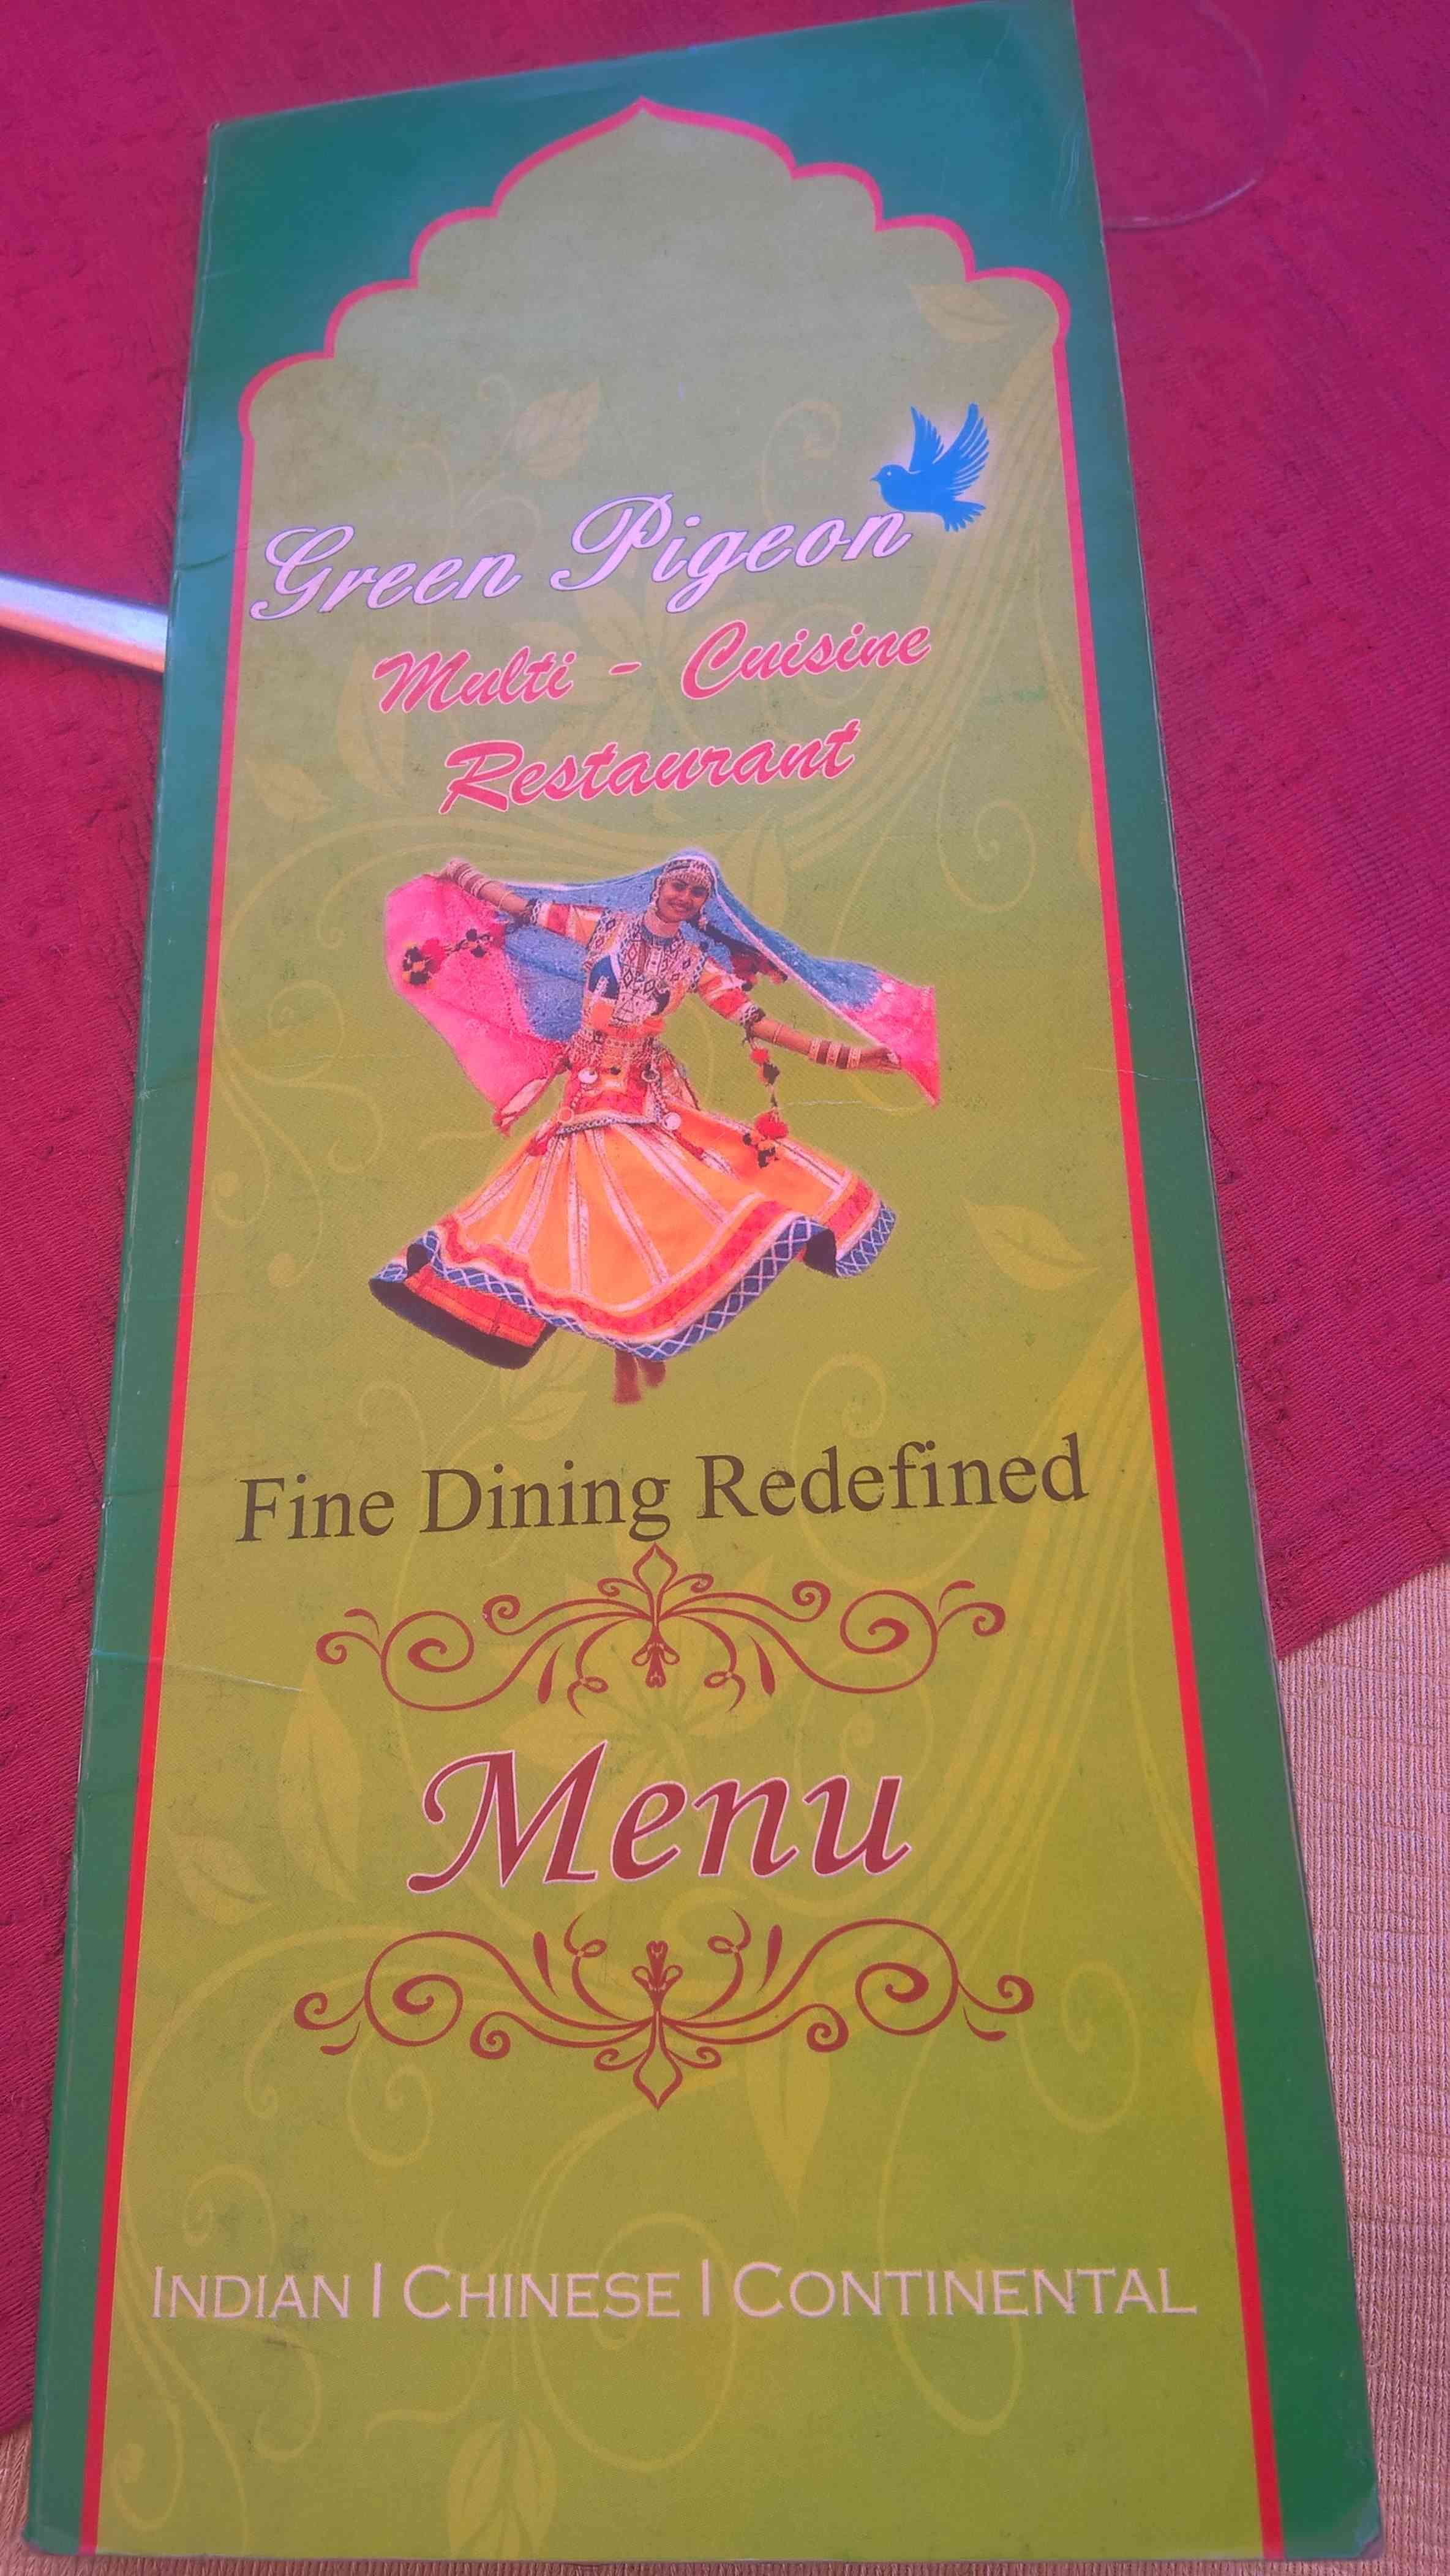 Green Pigeon
Multi - Cuisine
Restaurant
Fine Dining Redefined
Menu
INDIAN | CHINESE | CONTINENTAL